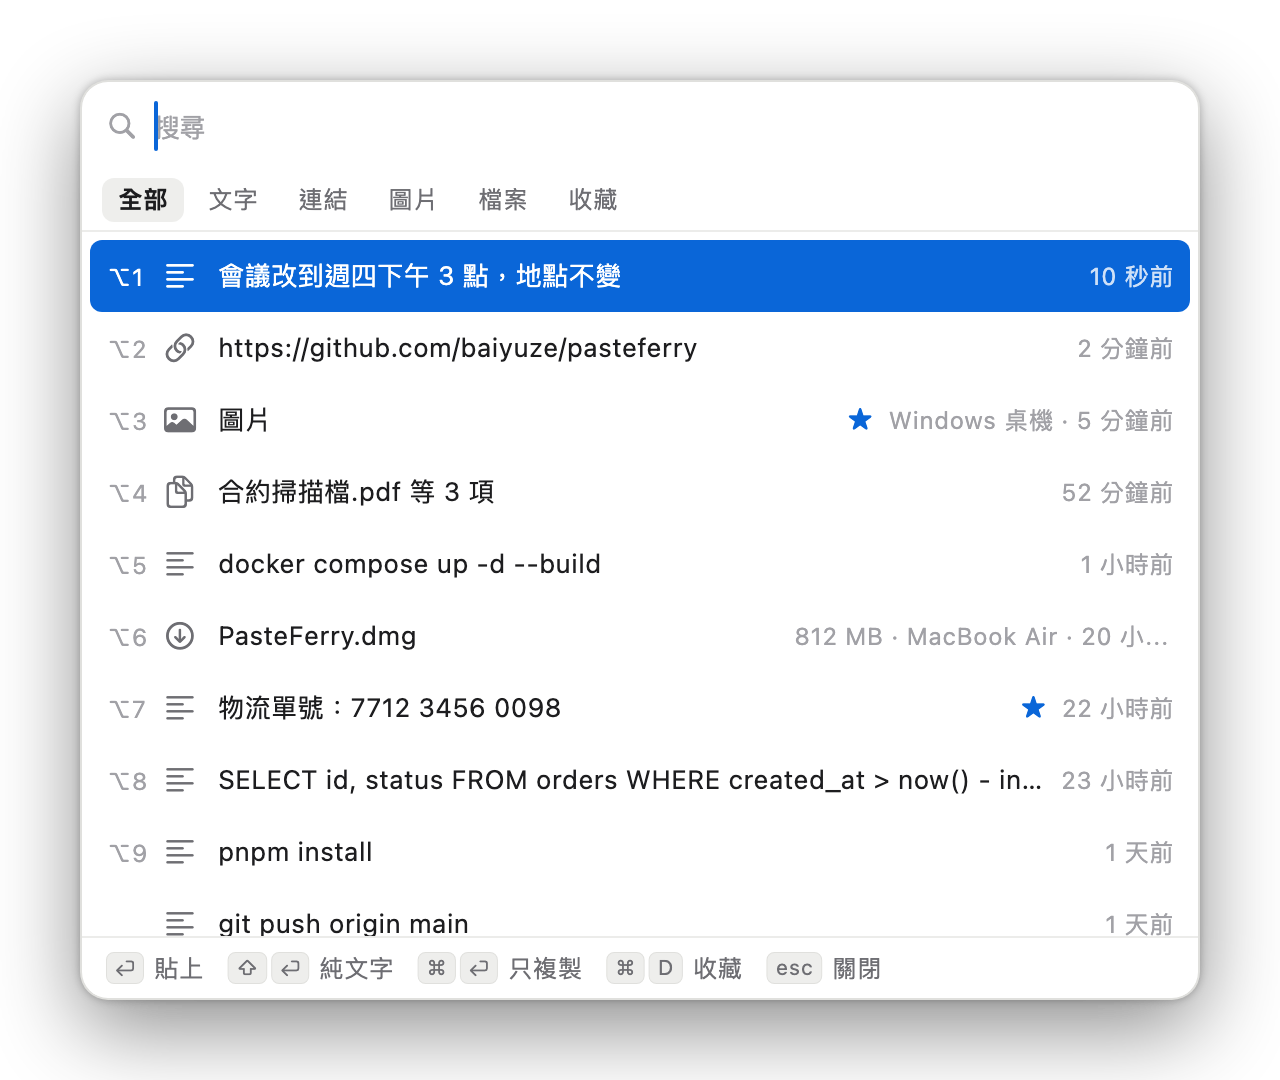 搜尋
全部 文字 連結 圖片 檔案 收藏
⌥1 會議改到週四下午 3 點，地點不變 10 秒前
⌥2 https://github.com/baiyuze/pasteferry 2 分鐘前
⌥3 圖片 ★ Windows 桌機 · 5 分鐘前
⌥4 合約掃描檔.pdf 等 3 項 52 分鐘前
⌥5 docker compose up -d --build 1 小時前
⌥6 PasteFerry.dmg 812 MB · MacBook Air · 20 小...
⌥7 物流單號：7712 3456 0098 ★ 22 小時前
⌥8 SELECT id, status FROM orders WHERE created_at > now() - in... 23 小時前
⌥9 pnpm install 1 天前
git push origin main 1 天前
↩ 貼上 ⇧ ↩ 純文字 ⌘ ↩ 只複製 ⌘ D 收藏 esc 關閉